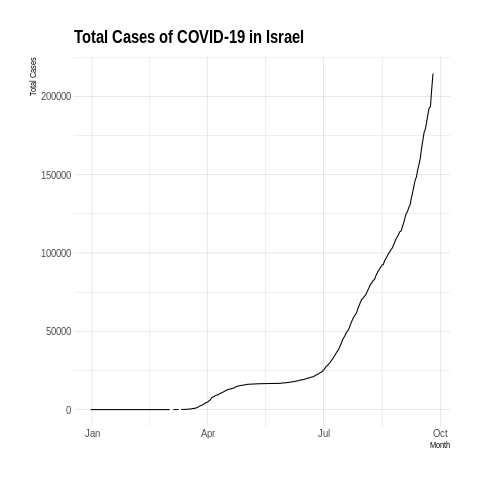 Total Cases of COVID-19 in Israel
Total Cases
200000
150000
100000
50000
0
Jan Apr Jul Oct
Month